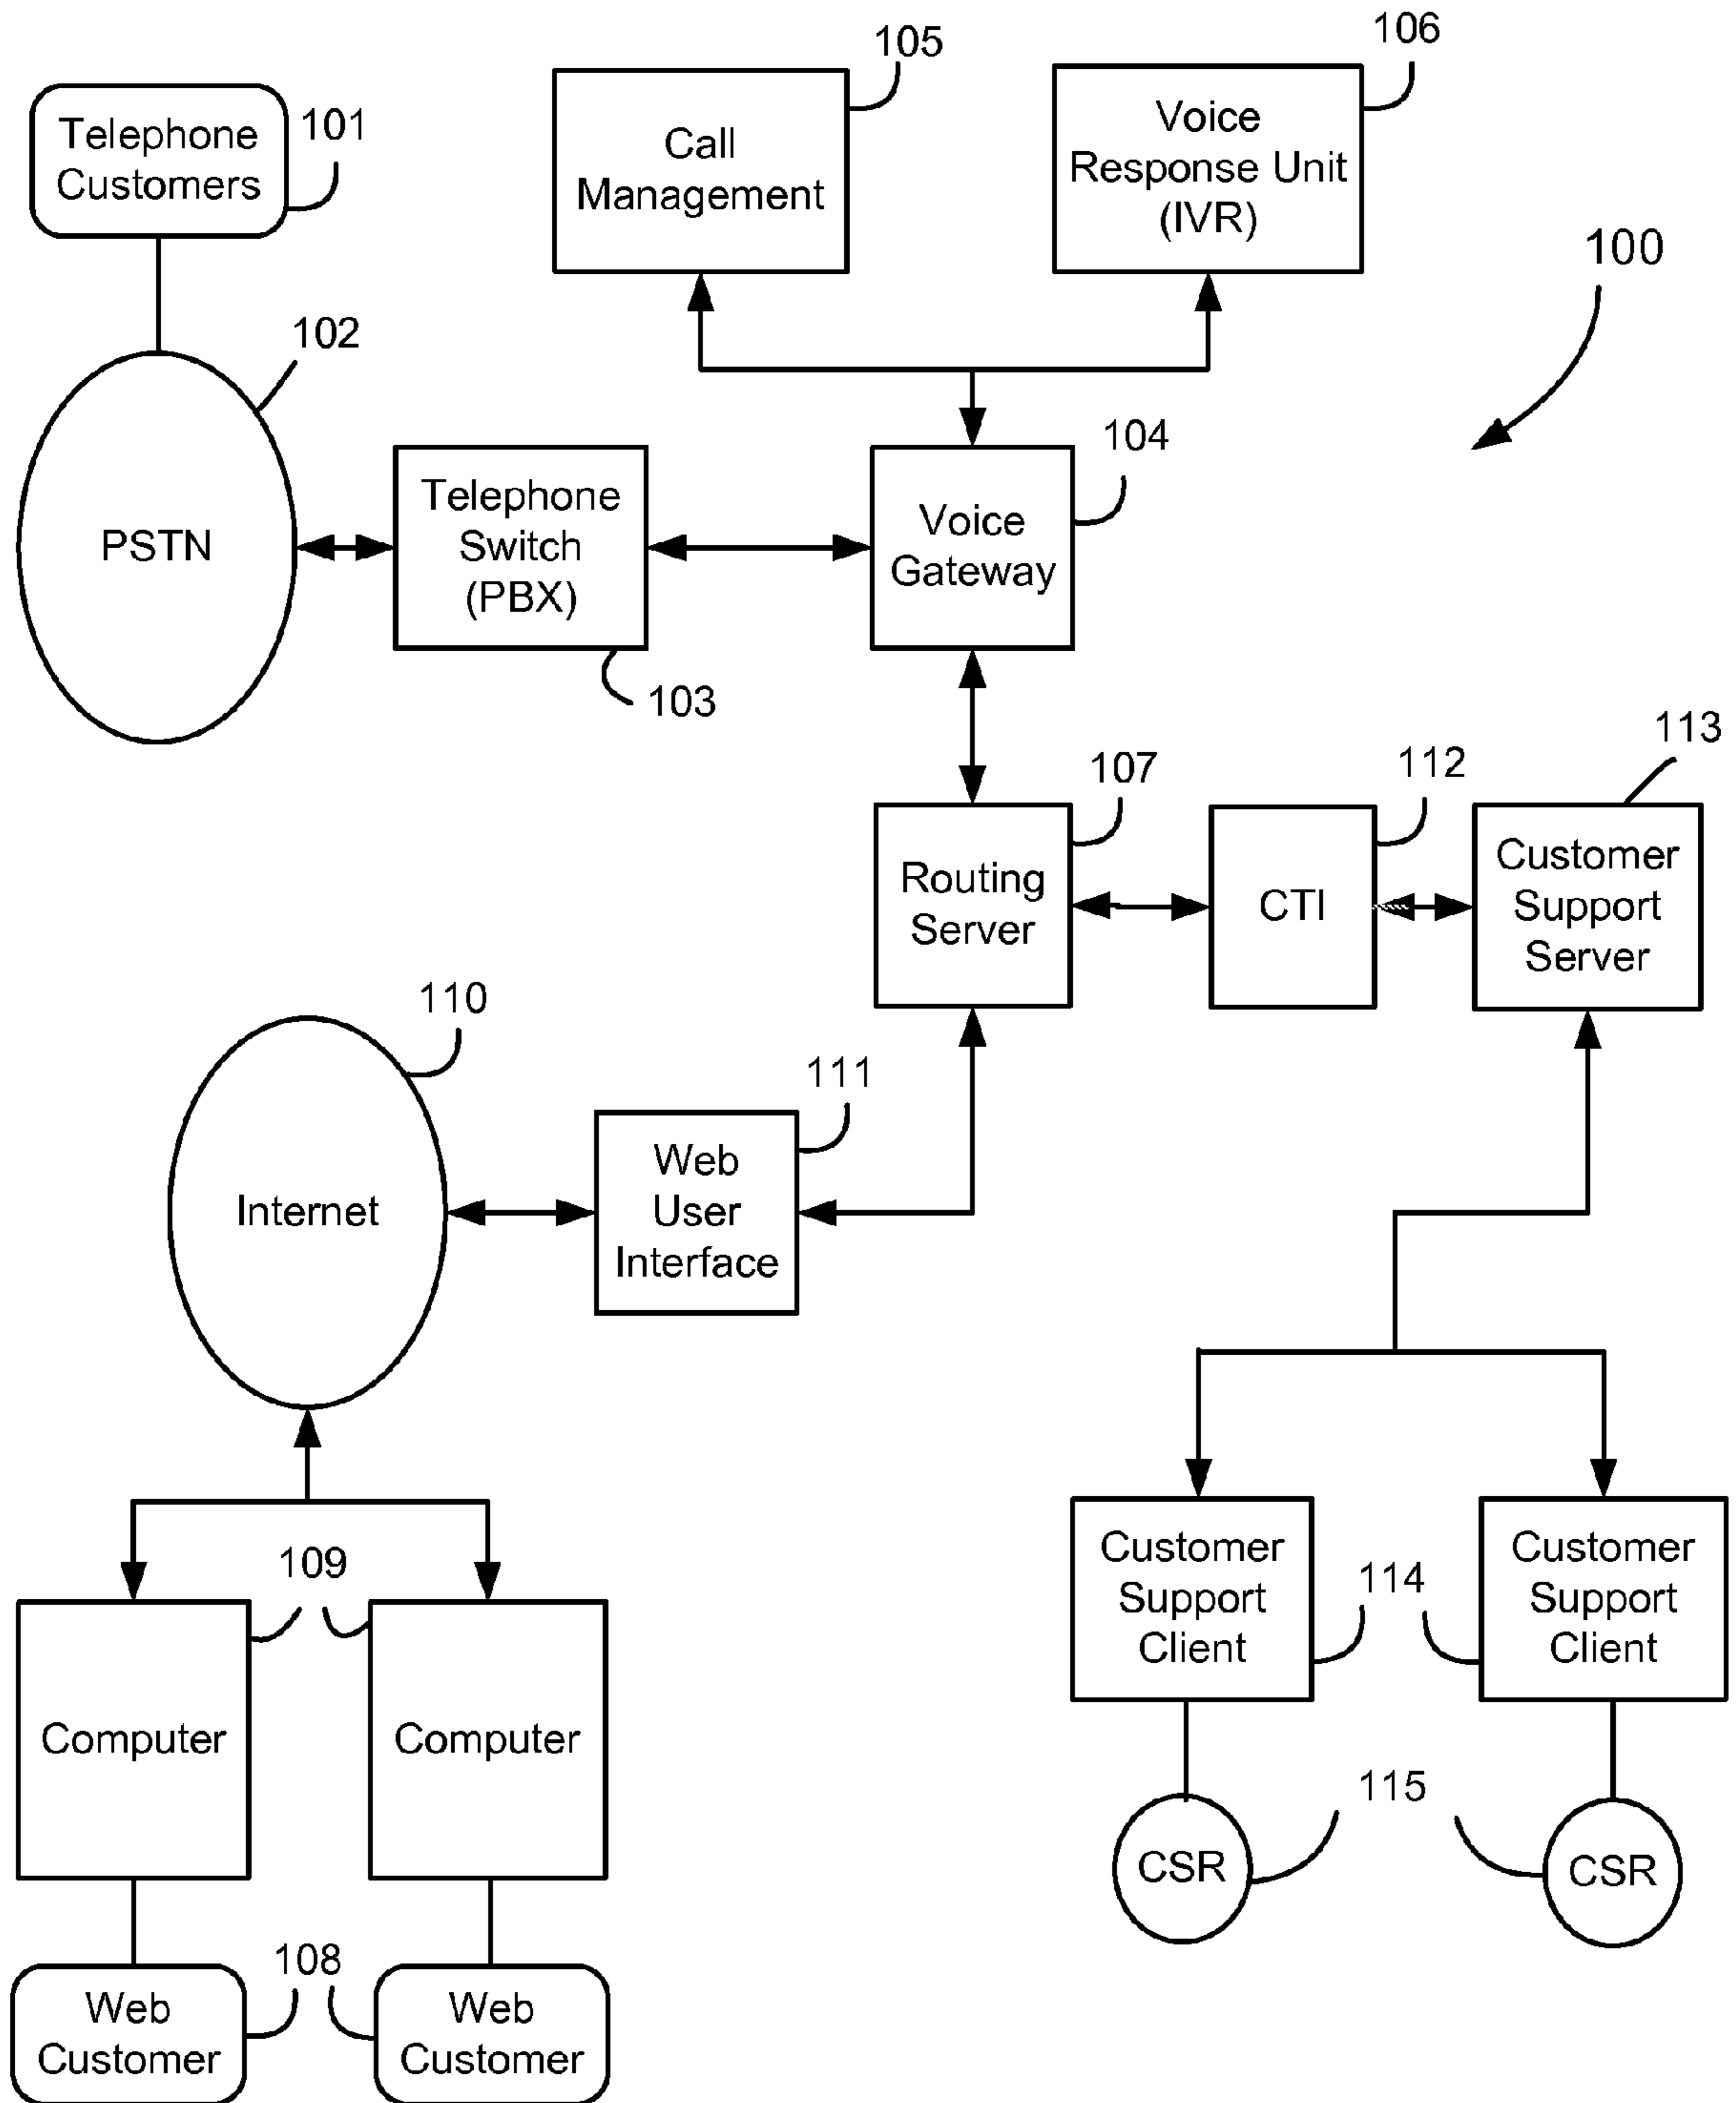 105
106
Telephone
Customers
101
Call
Management
Voice
Response Unit
(IVR)
100
102
104
PSTN
Telephone
Switch
(PBX)
Voice
Gateway
103
113
107
112
Routing
Server
CTI
Customer
Support
Server
110
111
Internet
Web
User
Interface
109
Customer
Support
Client
114
Customer
Support
Client
Computer
Computer
115
CSR
CSR
108
Web
Customer
Web
Customer